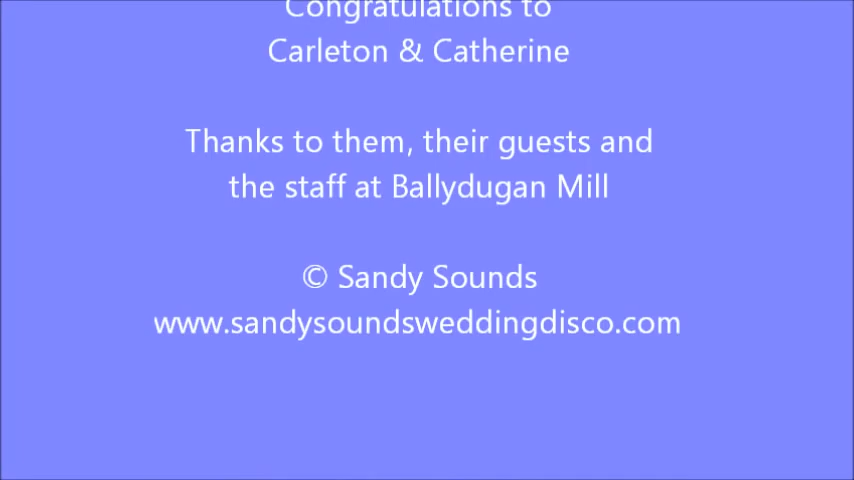 Congratulations to
Carleton & Catherine
Thanks to them, their guests and
the staff at Ballydugan Mill
© Sandy Sounds
www.sandysoundsweddingdisco.com